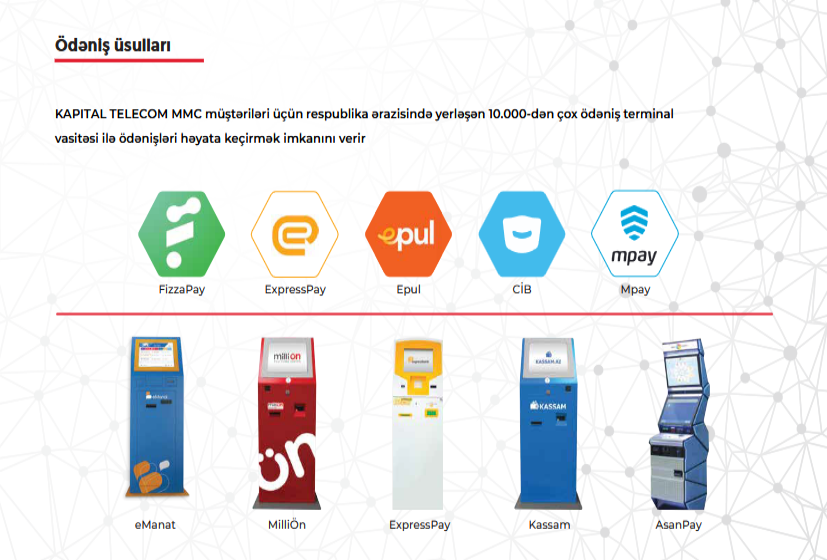 Ödəniş üsulları
KAPITAL TELECOM MMC müştəriləri üçün respublika ərazisində yerləşən 10.000-dən çox ödəniş terminal
vasitəsi ilə ödənişləri həyata keçirmək imkanını verir
epul
mpay
FizzaPay ExpressPay Epul CİB Mpay
milliÖn
KASSAM.AZ
KASSAM
ön
eManat MilliÖn ExpressPay Kassam AsanPay